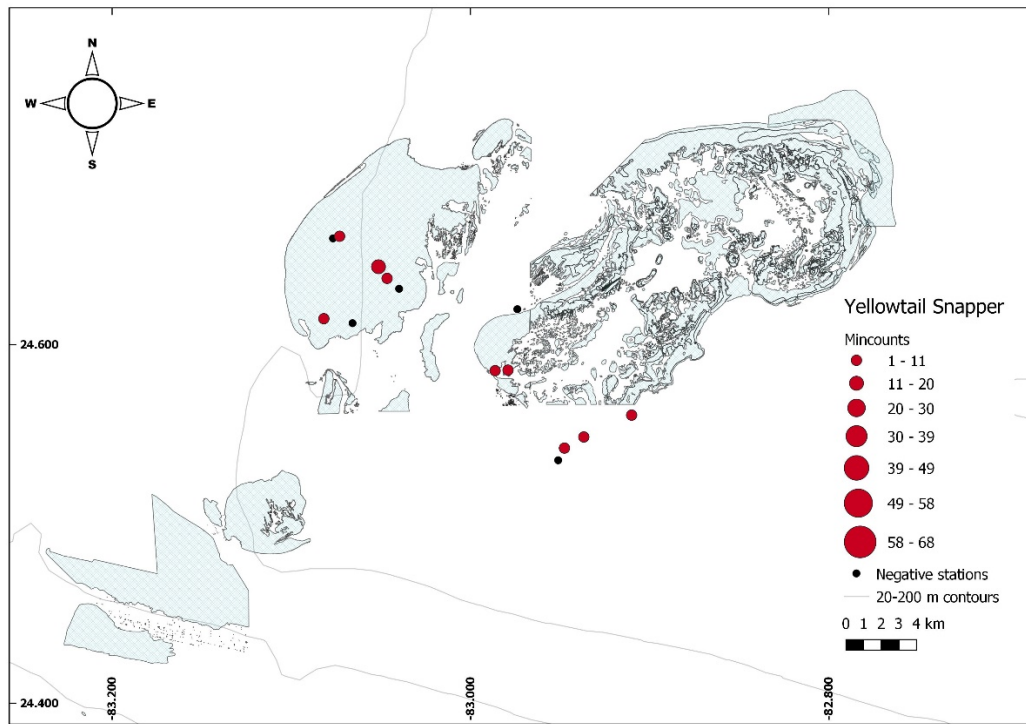 N
W E
S
24.600
24.400
-83.200
-83.000
-82.800
Yellowtail Snapper
Mincounts
1 - 11
11 - 20
20 - 30
30 - 39
39 - 49
49 - 58
58 - 68
Negative stations
20-200 m contours
0 1 2 3 4 km